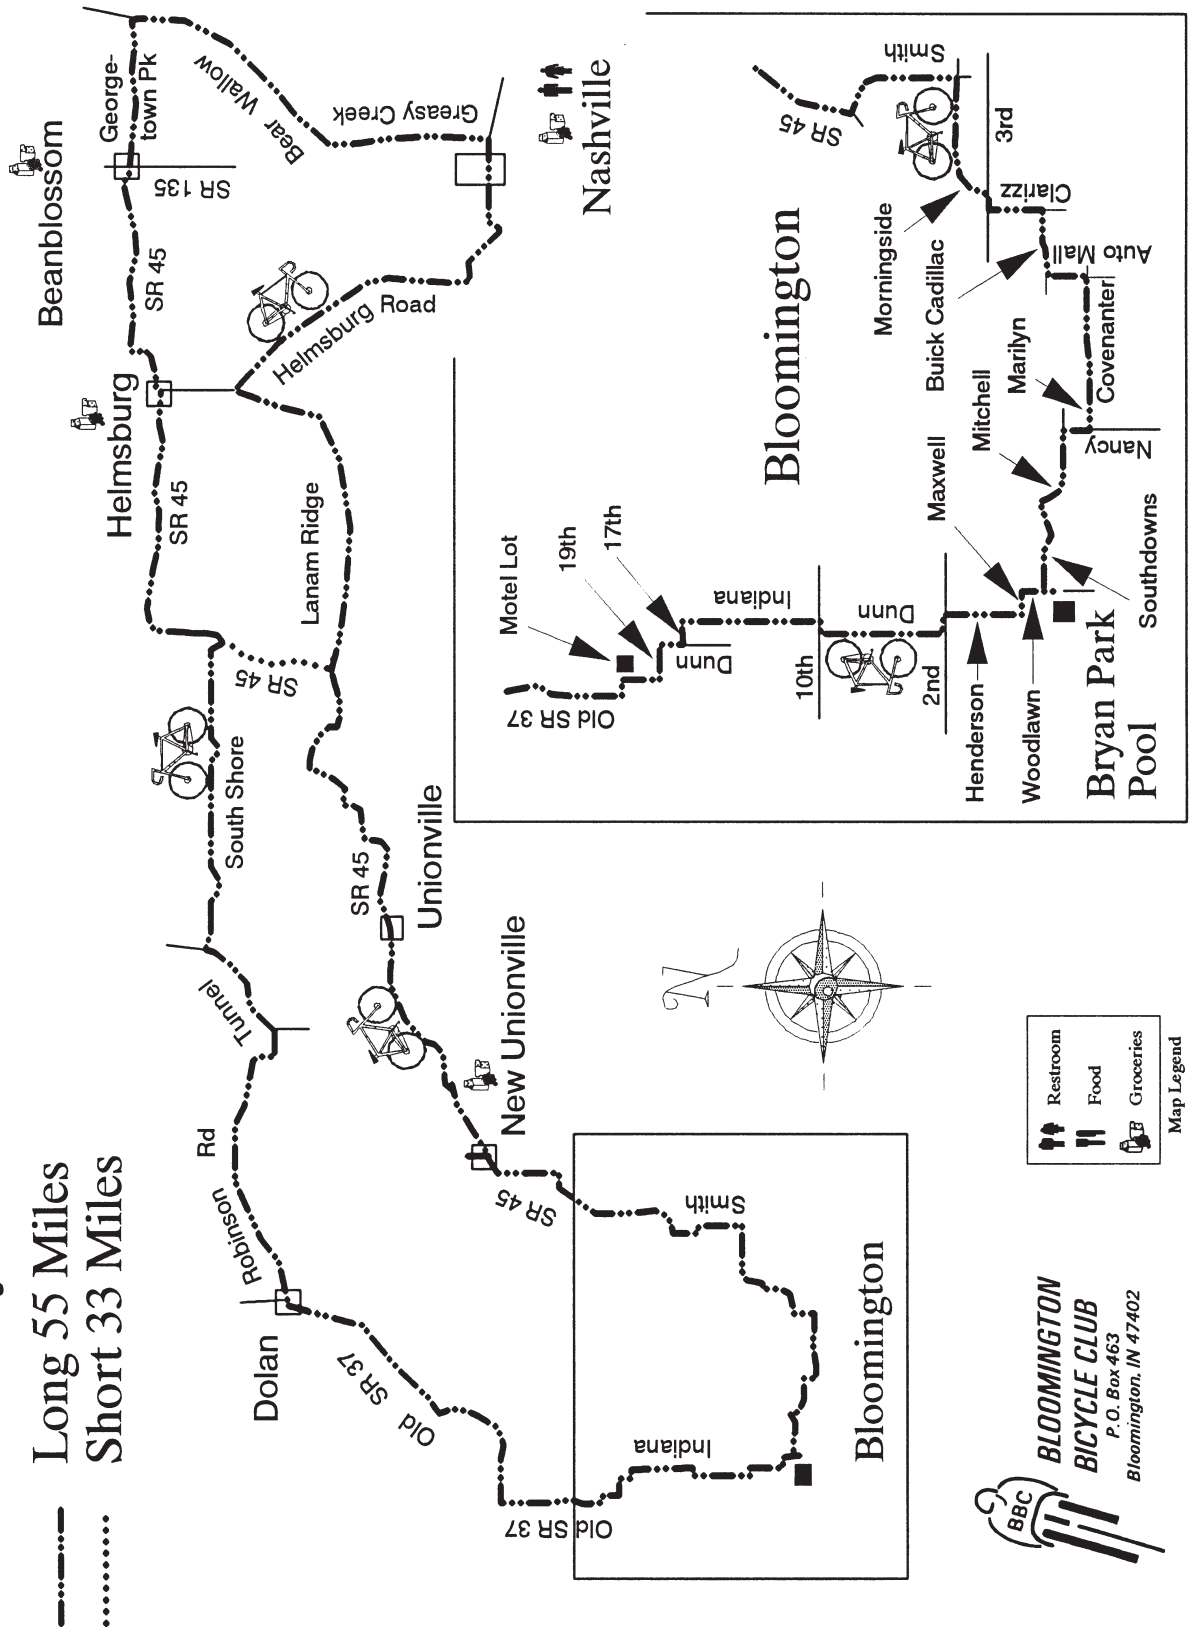 Long 55 Miles
Short 33 Miles
Beanblossom
George-
town Pk
SR 135
SR 45
Bear
Wallow
Greasy Creek
Nashville
Helmsburg
Helmsburg
Road
SR 45
Lanam Ridge
SR 45
South Shore
Tunnel
SR 45
Unionville
New Unionville
SR 45
Robinson
Rd
Dolan
Old
SR 37
Old SR 37
Indiana
Smith
Bloomington
N
Bloomington
SR 45
Smith
3rd
Morningside
Clarizz
Buick Cadillac
Auto Mall
Covenanter
Marilyn
Nancy
Mitchell
Maxwell
Southdowns
Motel Lot
19th
17th
Old SR 37
Dunn
Indiana
10th
Dunn
2nd
Henderson
Woodlawn
Bryan Park
Pool
Restroom
Food
Groceries
Map Legend
BBC
BLOOMINGTON
BICYCLE CLUB
P.O. Box 463
Bloomington, IN 47402